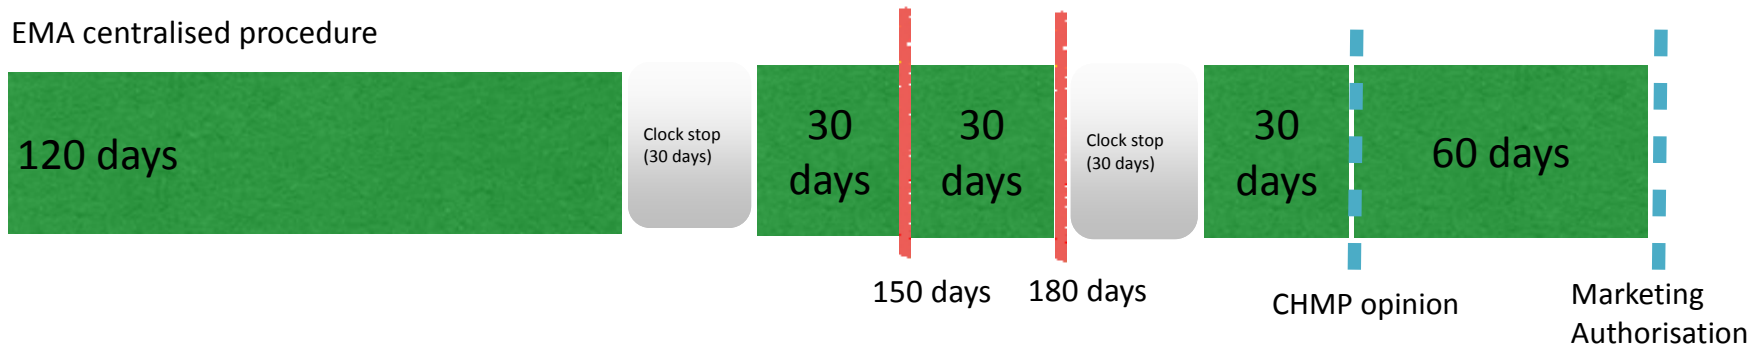 EMA centralised procedure
120 days
Clock stop
(30 days)
30
days
30
days
Clock stop
(30 days)
30
days
60 days
150 days
180 days
CHMP opinion
Marketing
Authorisation